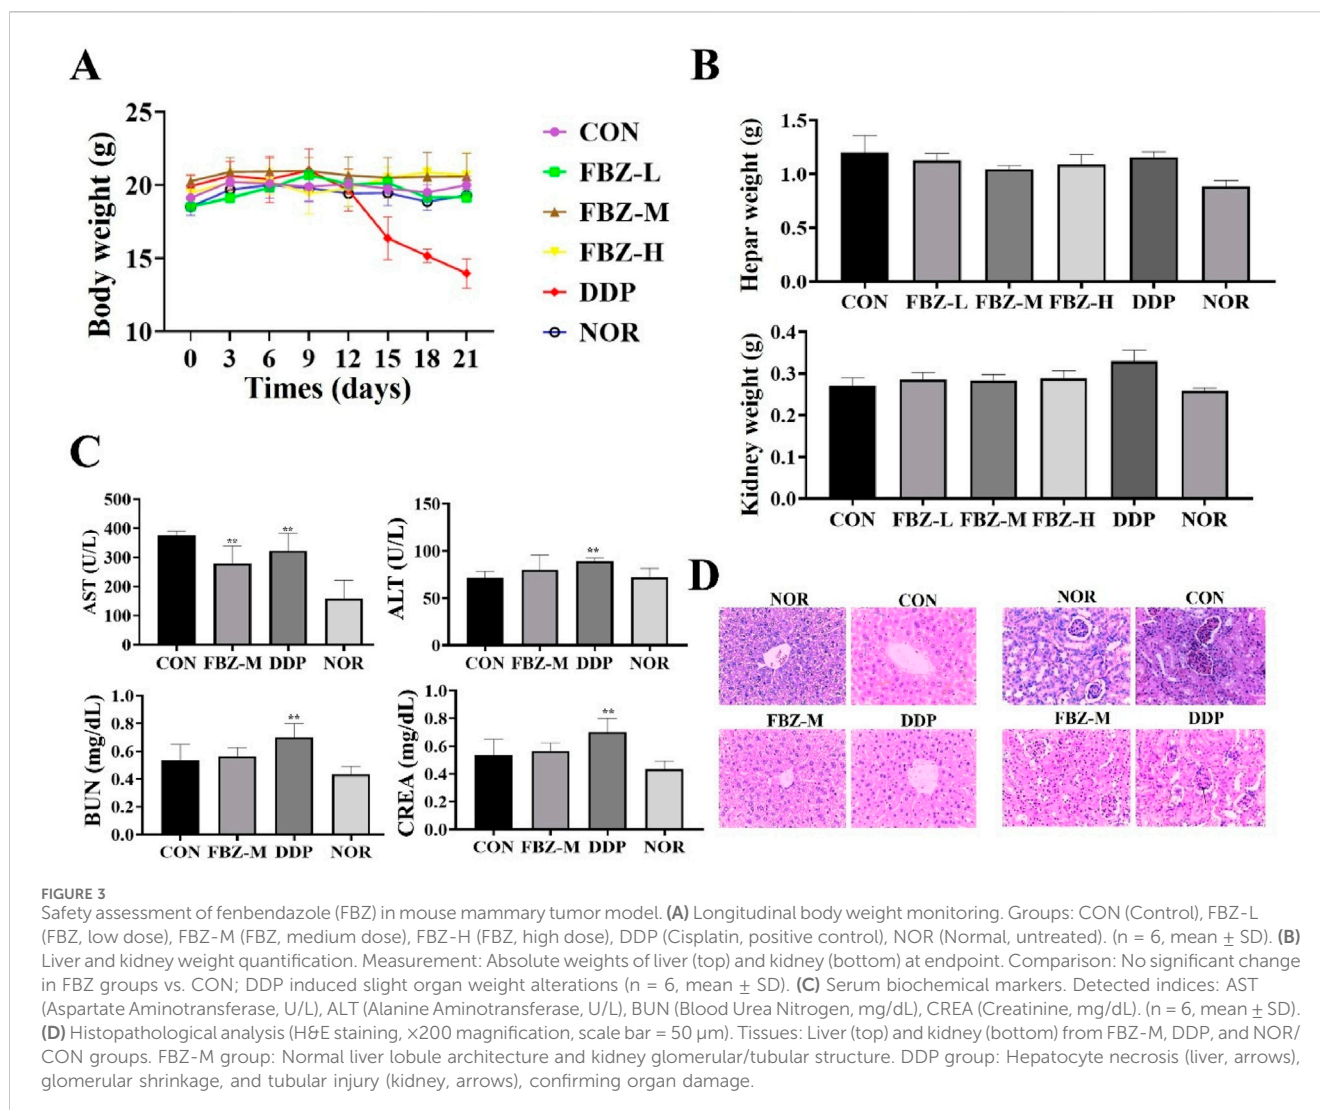 A
Body weight (g)
25
20
15
10
0 3 6 9 12 15 18 21
Times (days)
CON
FBZ-L
FBZ-M
FBZ-H
DDP
NOR
B
Hepar weight (g)
1.5
1.0
0.5
0.0
CON FBZ-L FBZ-M FBZ-H DDP NOR
Kidney weight (g)
0.4
0.3
0.2
0.1
0.0
CON FBZ-L FBZ-M FBZ-H DDP NOR
C
AST (U/L)
500
400
300
200
100
0
** **
CON FBZ-M DDP NOR
ALT (U/L)
150
100
50
0
**
CON FBZ-M DDP NOR
BUN (mg/dL)
1.0
0.8
0.6
0.4
0.2
0.0
**
CON FBZ-M DDP NOR
CREA (mg/dL)
1.0
0.8
0.6
0.4
0.2
0.0
**
CON FBZ-M DDP NOR
D
NOR CON NOR CON
FBZ-M DDP FBZ-M DDP
FIGURE 3
Safety assessment of fenbendazole (FBZ) in mouse mammary tumor model. (A) Longitudinal body weight monitoring. Groups: CON (Control), FBZ-L
(FBZ, low dose), FBZ-M (FBZ, medium dose), FBZ-H (FBZ, high dose), DDP (Cisplatin, positive control), NOR (Normal, untreated). (n = 6, mean ± SD). (B)
Liver and kidney weight quantification. Measurement: Absolute weights of liver (top) and kidney (bottom) at endpoint. Comparison: No significant change
in FBZ groups vs. CON; DDP induced slight organ weight alterations (n = 6, mean ± SD). (C) Serum biochemical markers. Detected indices: AST
(Aspartate Aminotransferase, U/L), ALT (Alanine Aminotransferase, U/L), BUN (Blood Urea Nitrogen, mg/dL), CREA (Creatinine, mg/dL). (n = 6, mean ± SD).
(D) Histopathological analysis (H&E staining, ×200 magnification, scale bar = 50 μm). Tissues: Liver (top) and kidney (bottom) from FBZ-M, DDP, and NOR/
CON groups. FBZ-M group: Normal liver lobule architecture and kidney glomerular/tubular structure. DDP group: Hepatocyte necrosis (liver, arrows),
glomerular shrinkage, and tubular injury (kidney, arrows), confirming organ damage.